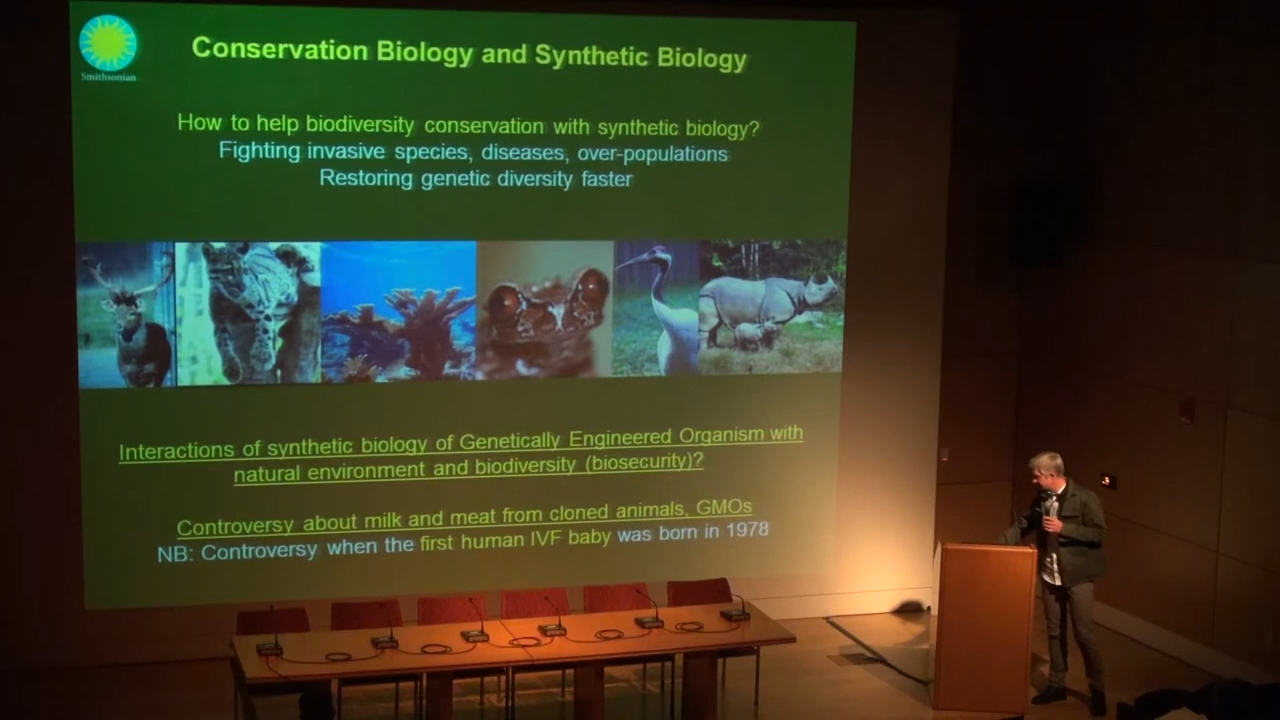 Smithsonian
Conservation Biology and Synthetic Biology
How to help biodiversity conservation with synthetic biology?
Fighting invasive species, diseases, over-populations
Restoring genetic diversity faster
Interactions of synthetic biology of Genetically Engineered Organism with
natural environment and biodiversity (biosecurity)?
Controversy about milk and meat from cloned animals, GMOs
NB: Controversy when the first human IVF baby was born in 1978